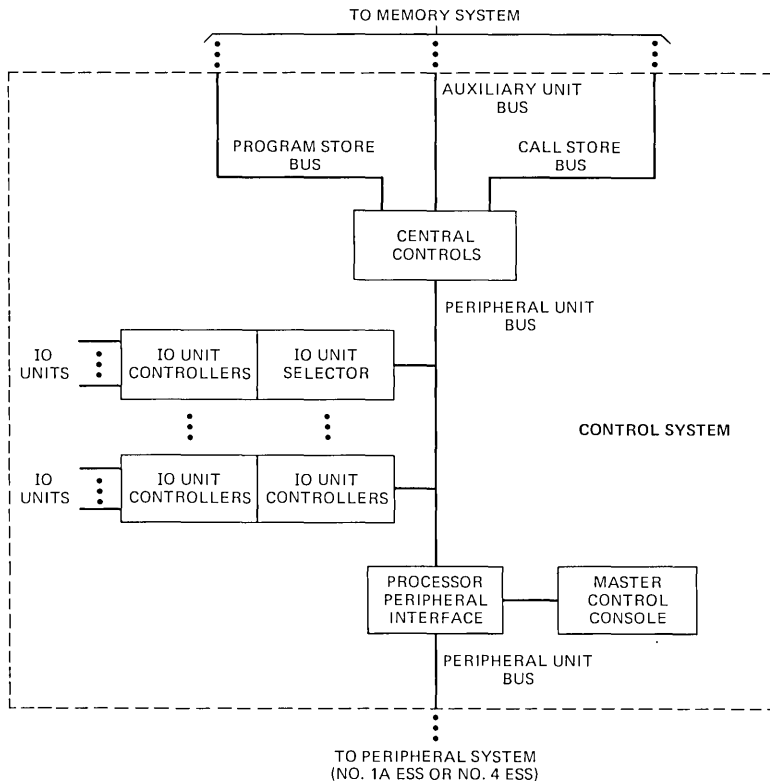 TO MEMORY SYSTEM
AUXILIARY UNIT
BUS
PROGRAM STORE
BUS
CALL STORE
BUS
CENTRAL
CONTROLS
PERIPHERAL UNIT
BUS
IO
UNITS
IO UNIT
CONTROLLERS
IO UNIT
SELECTOR
CONTROL SYSTEM
IO
UNITS
IO UNIT
CONTROLLERS
IO UNIT
CONTROLLERS
PROCESSOR
PERIPHERAL
INTERFACE
MASTER
CONTROL
CONSOLE
PERIPHERAL UNIT
BUS
TO PERIPHERAL SYSTEM
(NO. 1A ESS OR NO. 4 ESS)